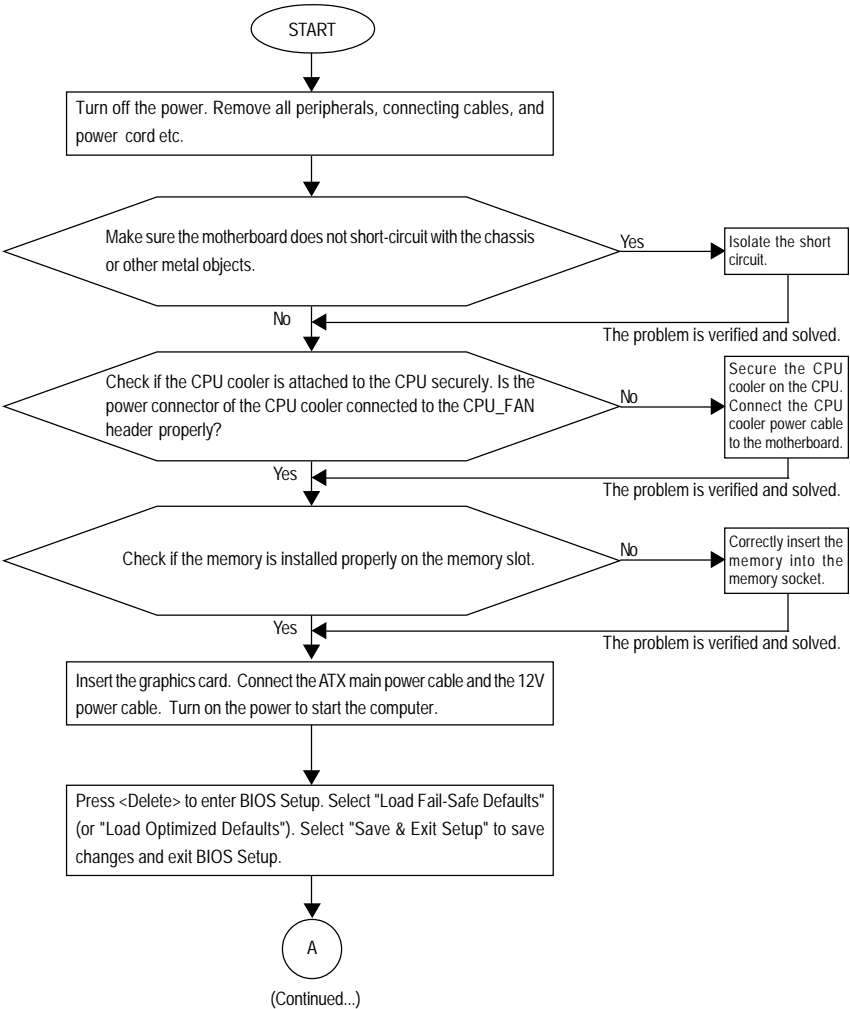 START
Turn off the power. Remove all peripherals, connecting cables, and
power cord etc.
Make sure the motherboard does not short-circuit with the chassis
or other metal objects.
Yes
Isolate the short
circuit.
No
The problem is verified and solved.
Check if the CPU cooler is attached to the CPU securely. Is the
power connector of the CPU cooler connected to the CPU_FAN
header properly?
No
Secure the CPU
cooler on the CPU.
Connect the CPU
cooler power cable
to the motherboard.
Yes
The problem is verified and solved.
Check if the memory is installed properly on the memory slot.
No
Correctly insert the
memory into the
memory socket.
Yes
The problem is verified and solved.
Insert the graphics card. Connect the ATX main power cable and the 12V
power cable. Turn on the power to start the computer.
Press <Delete> to enter BIOS Setup. Select "Load Fail-Safe Defaults"
(or "Load Optimized Defaults"). Select "Save & Exit Setup" to save
changes and exit BIOS Setup.
A
(Continued...)